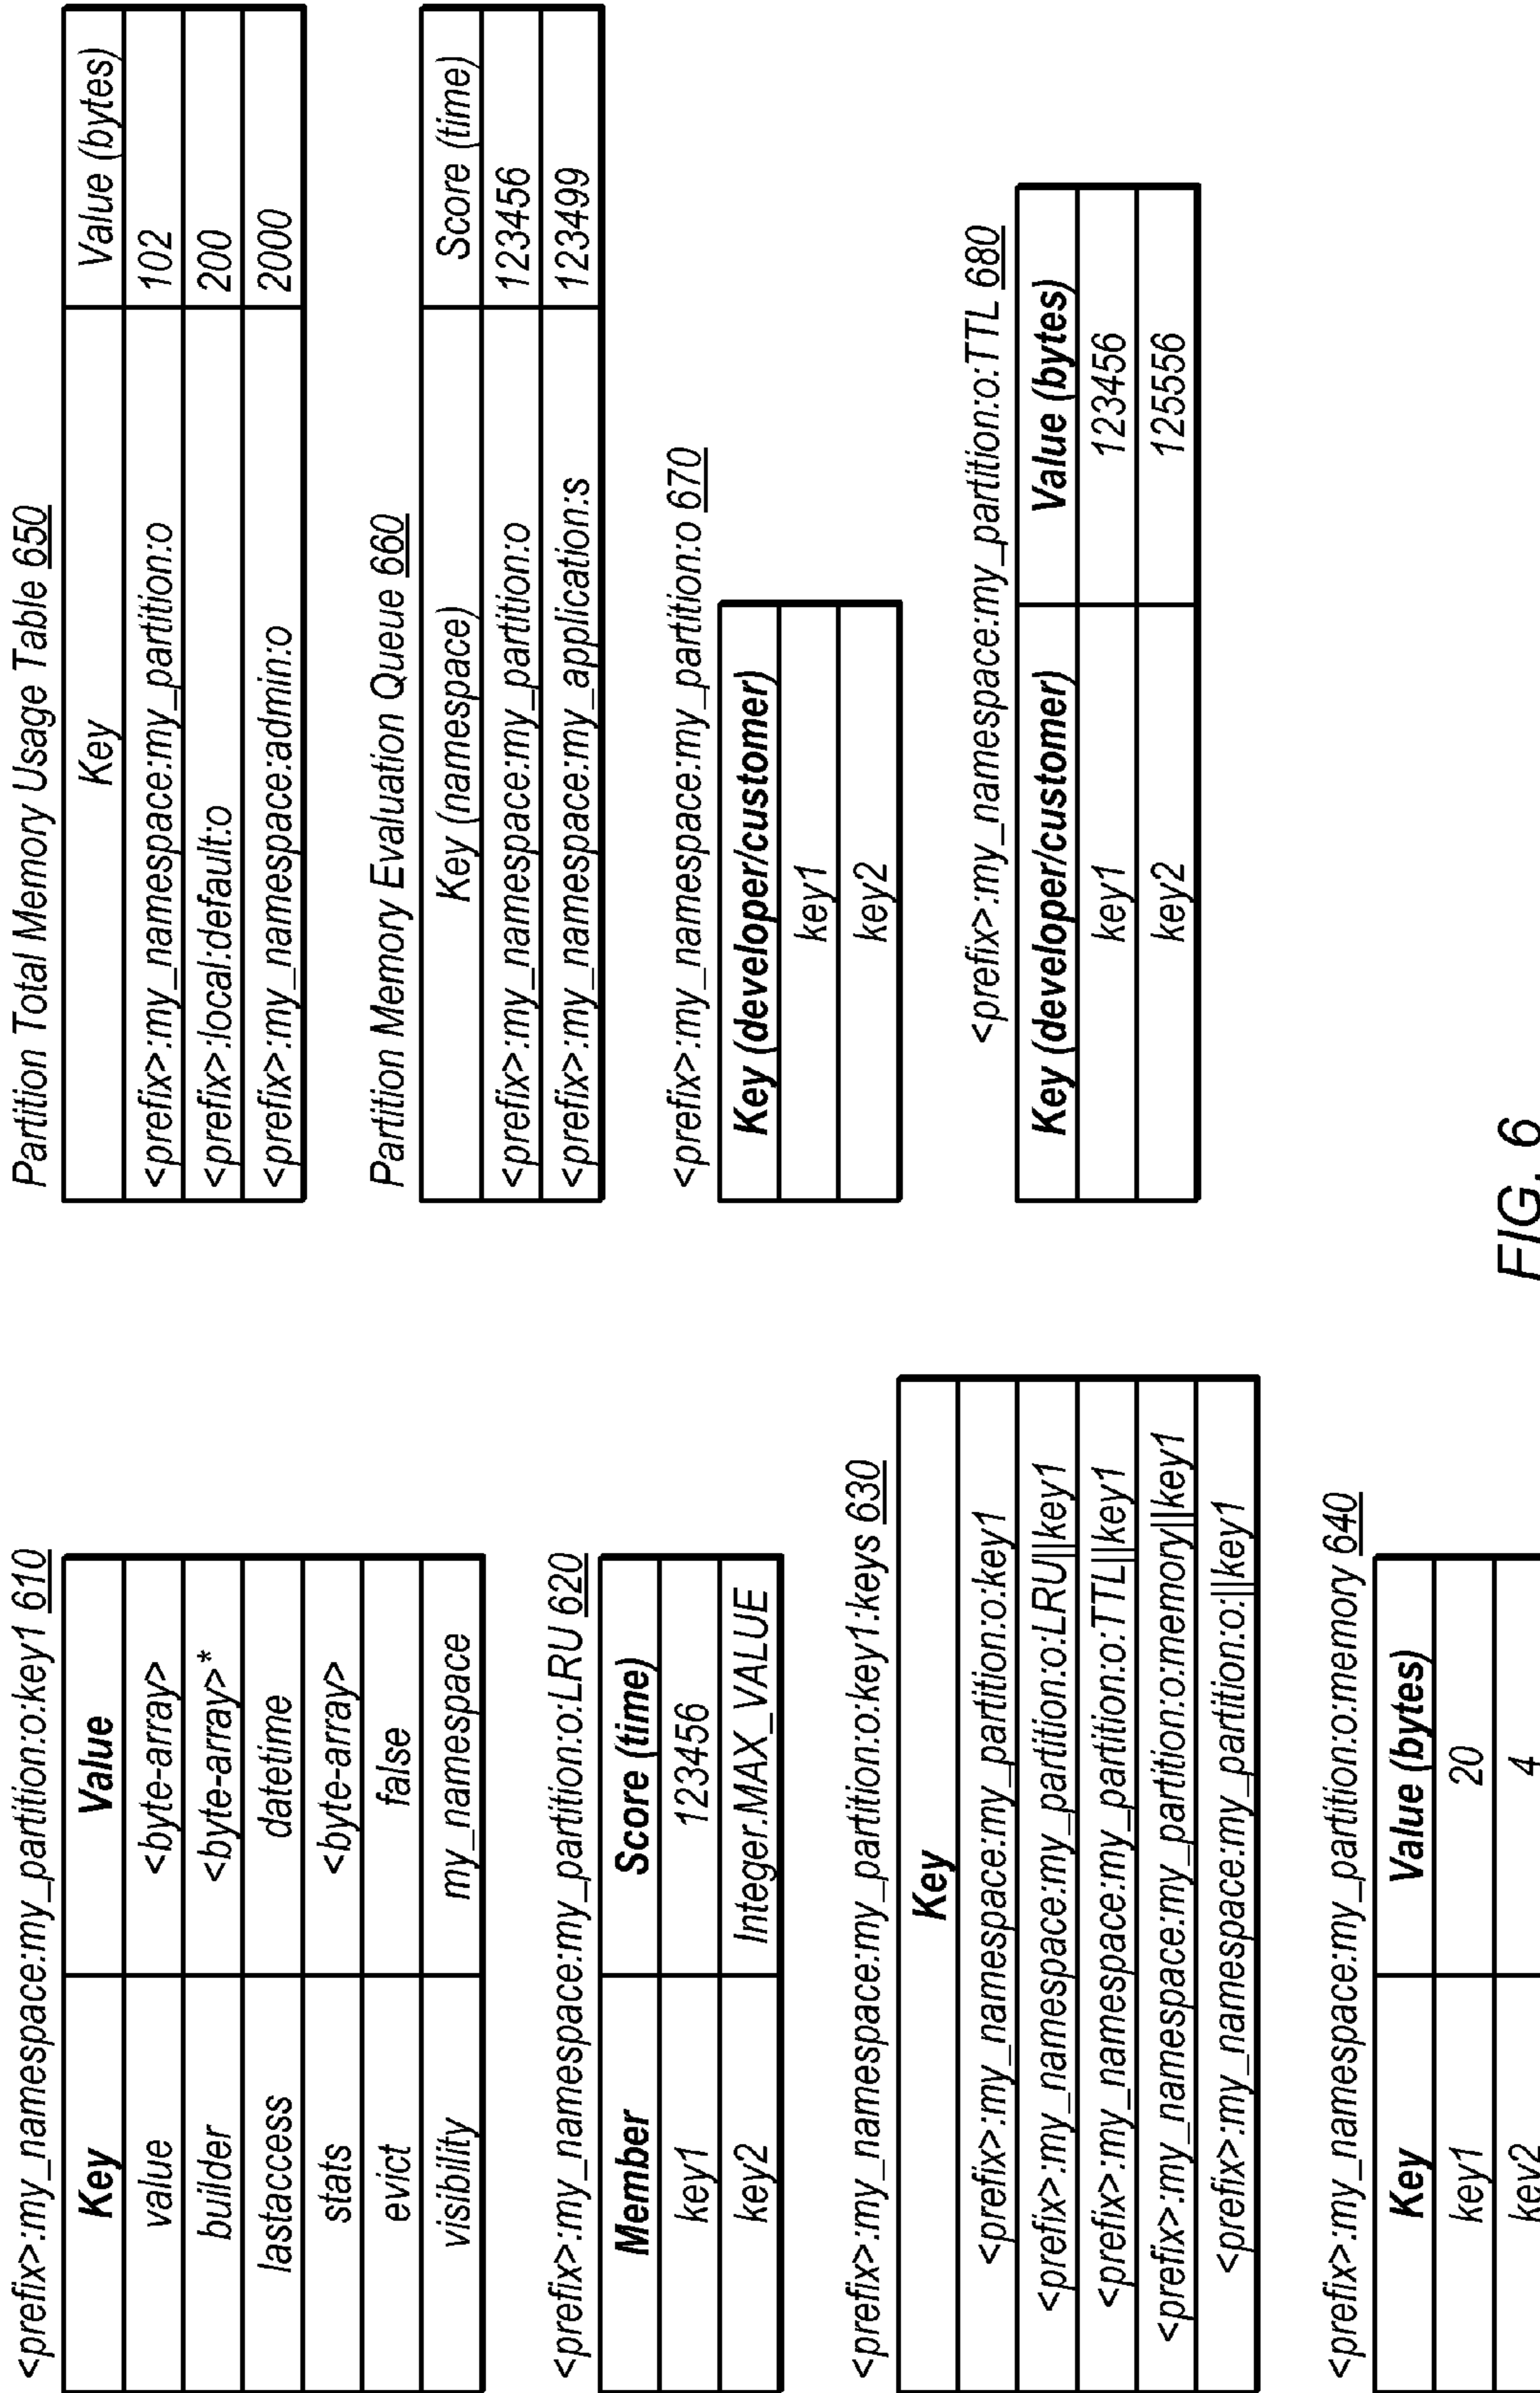 <prefix>:my_namespace:my_partition:o:key1 610
Key Value
value <byte-array>
builder <byte-array>*
lastaccess datetime
stats <byte-array>
evict false
visibility my_namespace
<prefix>:my_namespace:my_partition:o:LRU 620
Member Score (time)
key1 123456
key2 Integer.MAX_VALUE
<prefix>:my_namespace:my_partition:o:key1:keys 630
Key
<prefix>:my_namespace:my_partition:o:key1
<prefix>:my_namespace:my_partition:o:LRU||key1
<prefix>:my_namespace:my_partition:o:TTL||key1
<prefix>:my_namespace:my_partition:o:memory||key1
<prefix>:my_namespace:my_partition:o:||key1
<prefix>:my_namespace:my_partition:o:memory 640
Key Value (bytes)
key1 20
key2 4
Partition Total Memory Usage Table 650
Key Value (bytes)
<prefix>:my_namespace:my_partition:o 102
<prefix>:local:default:o 200
<prefix>:my_namespace:admin:o 2000
Partition Memory Evaluation Queue 660
Key (namespace) Score (time)
<prefix>:my_namespace:my_partition:o 123456
<prefix>:my_namespace:my_application:s 123499
<prefix>:my_namespace:my_partition:o 670
Key (developer/customer)
key1
key2
<prefix>:my_namespace:my_partition:o:TTL 680
Key (developer/customer) Value (bytes)
key1 123456
key2 125556
FIG. 6